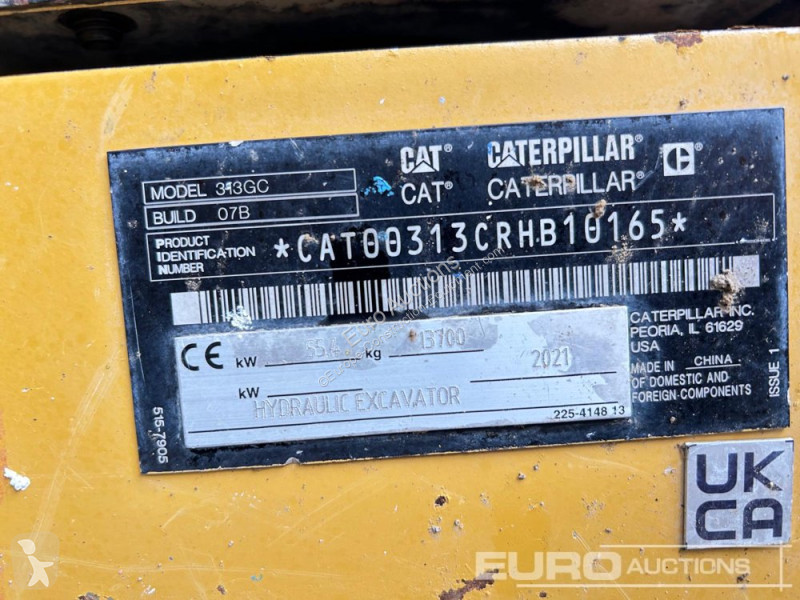 CAT CATERPILLAR C
CAT® CATERPILLAR®
MODEL 313GC
BUILD 07B
PRODUCT IDENTIFICATION NUMBER *CAT00313CRHB10165*
CATERPILLAR INC.
PEORIA, IL 61629
USA
MADE IN CHINA
OF DOMESTIC AND
FOREIGN COMPONENTS
ISSUE 1
CE kW kg 13700 2021
kW
HYDRAULIC EXCAVATOR
225-4148 13
515-7905
UK
CA
Euro Auctions
EURO AUCTIONS